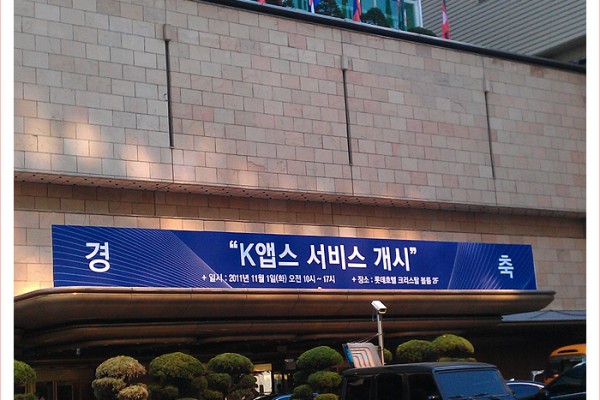 경 "K앱스 서비스 개시" 축
+ 일시 : 2011년 11월 1일(화) 오전 10시 ~ 17시 + 장소 : 롯데호텔 크리스탈 볼룸 2F